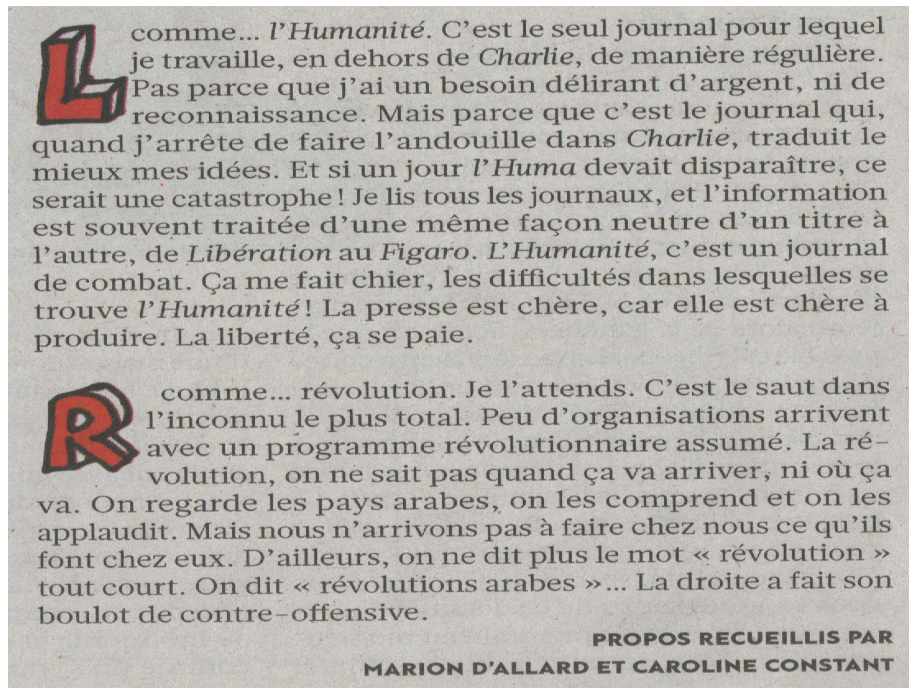 L comme... l'Humanité. C'est le seul journal pour lequel
je travaille, en dehors de Charlie, de manière régulière.
Pas parce que j'ai un besoin délirant d'argent, ni de
reconnaissance. Mais parce que c'est le journal qui,
quand j'arrête de faire l'andouille dans Charlie, traduit le
mieux mes idées. Et si un jour l'Huma devait disparaître, ce
serait une catastrophe ! Je lis tous les journaux, et l'information
est souvent traitée d'une même façon neutre d'un titre à
l'autre, de Libération au Figaro. L'Humanité, c'est un journal
de combat. Ça me fait chier, les difficultés dans lesquelles se
trouve l'Humanité ! La presse est chère, car elle est chère à
produire. La liberté, ça se paie.
R comme... révolution. Je l'attends. C'est le saut dans
l'inconnu le plus total. Peu d'organisations arrivent
avec un programme révolutionnaire assumé. La ré-
volution, on ne sait pas quand ça va arriver, ni où ça
va. On regarde les pays arabes, on les comprend et on les
applaudit. Mais nous n'arrivons pas à faire chez nous ce qu'ils
font chez eux. D'ailleurs, on ne dit plus le mot « révolution »
tout court. On dit « révolutions arabes »... La droite a fait son
boulot de contre-offensive.
PROPOS RECUEILLIS PAR
MARION D'ALLARD ET CAROLINE CONSTANT